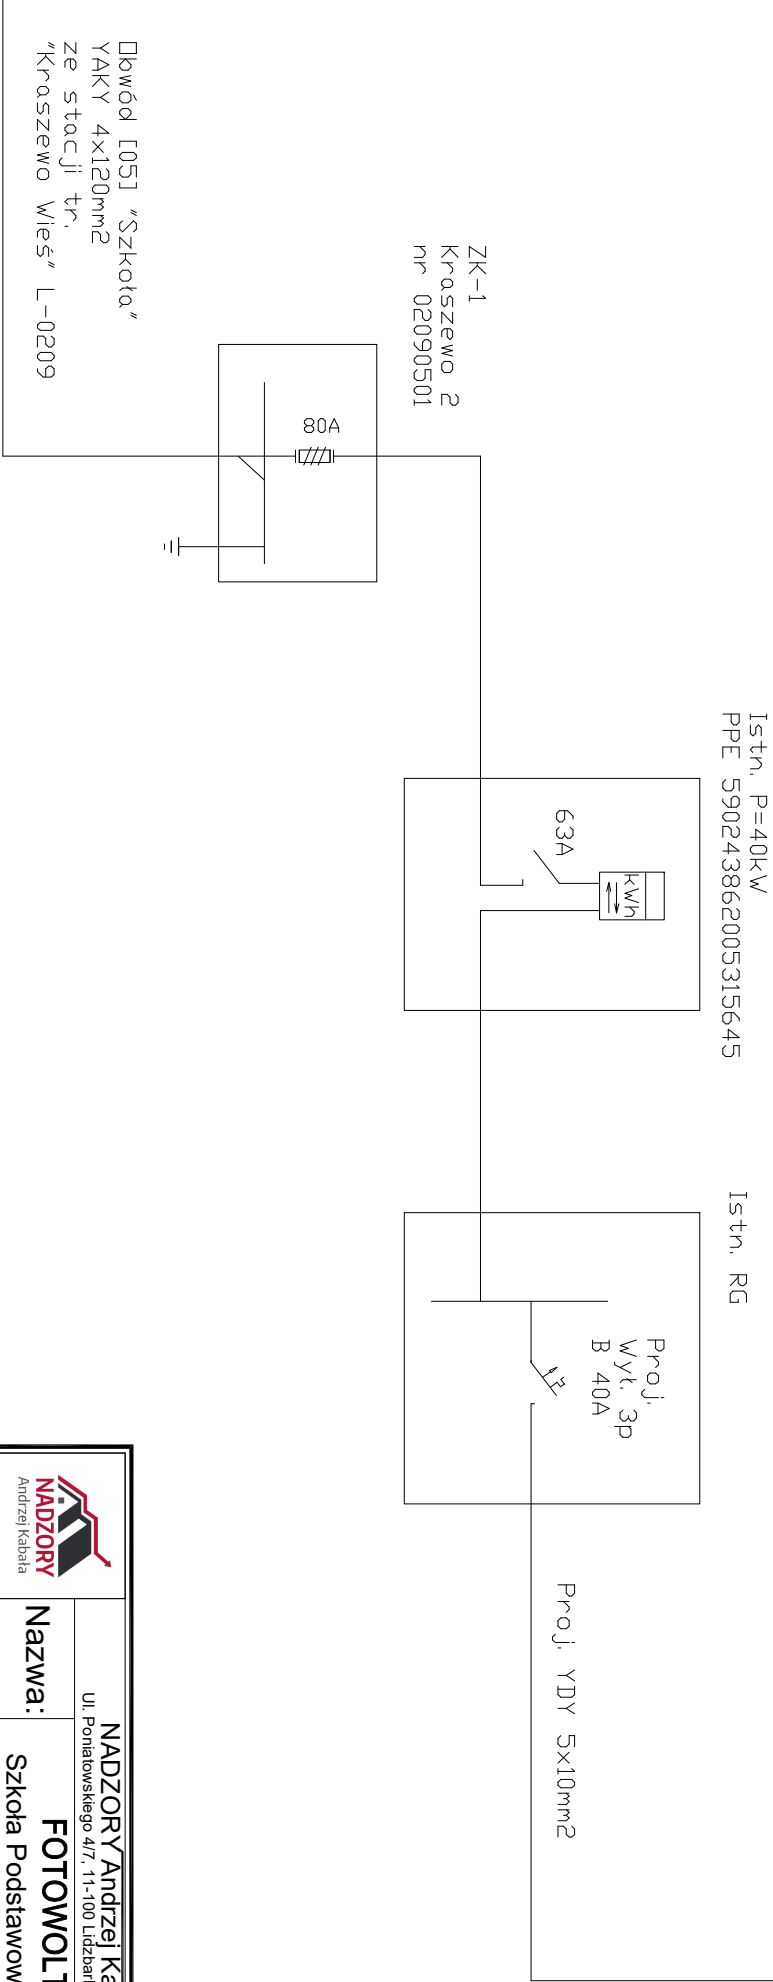 Obwód [05] "Szkoła"
YAKY 4x120mm2
ze stacji tr.
"Kraszewo Wieś" L-0209
ZK-1
Kraszewo 2
nr 02090501
80A
Istn. P=40kW
PPE 590243862005315645
63A
kWh
Istn. RG
Proj.
Wył. 3p
B 40A
Proj. YDY 5x10mm2
NADZORY
Andrzej Kabała
NADZORY Andrzej Ka
Ul. Poniatowskiego 4/7, 11-100 Lidzbar
Nazwa:
FOTOWOLT
Szkoła Podstawow